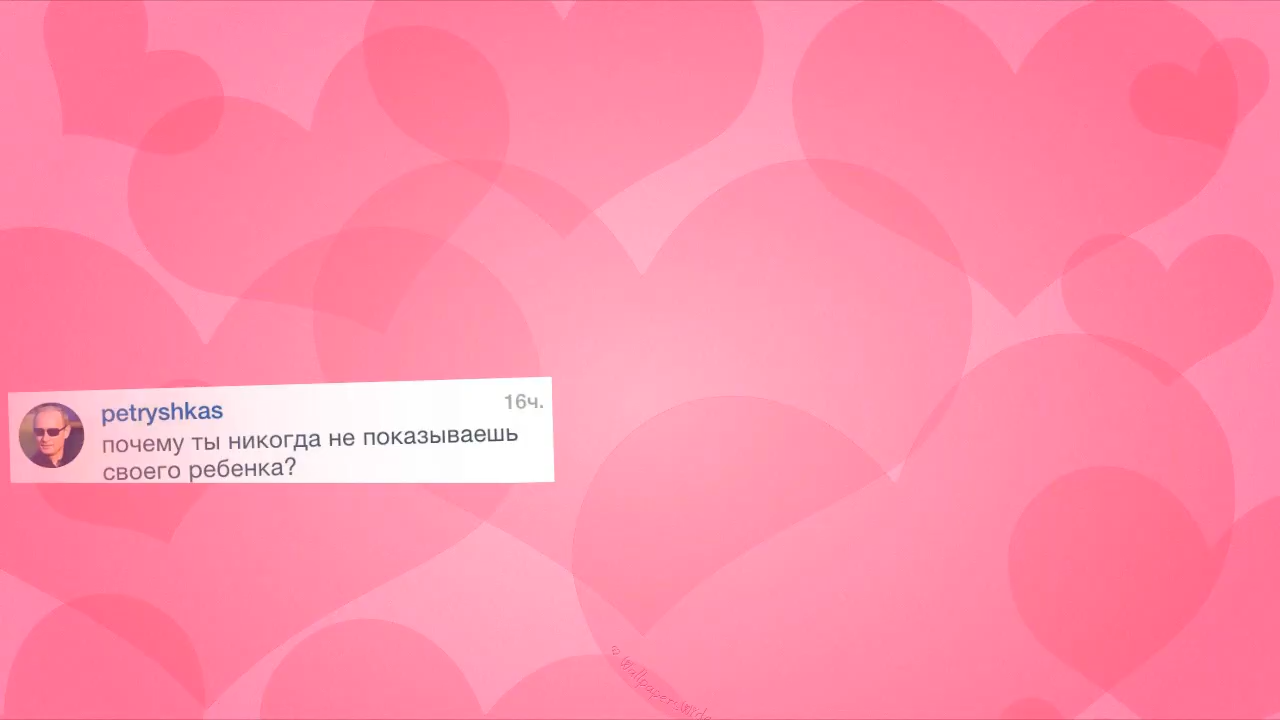 petryshkas
16ч.
почему ты никогда не показываешь
своего ребенка?